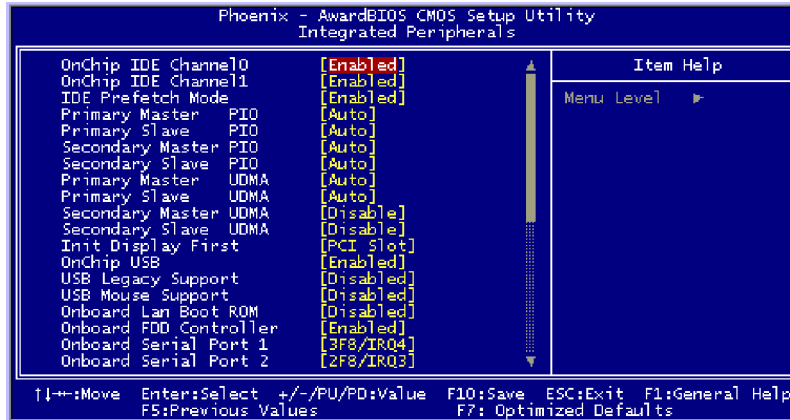 Phoenix - AwardBIOS CMOS Setup Utility
Integrated Peripherals
OnChip IDE Channel0 [Enabled]
OnChip IDE Channel1 [Enabled]
IDE Prefetch Mode [Enabled]
Primary Master PIO [Auto]
Primary Slave PIO [Auto]
Secondary Master PIO [Auto]
Secondary Slave PIO [Auto]
Primary Master UDMA [Auto]
Primary Slave UDMA [Auto]
Secondary Master UDMA [Disable]
Secondary Slave UDMA [Disable]
Init Display First [PCI Slot]
OnChip USB [Enabled]
USB Legacy Support [Disabled]
USB Mouse Support [Disabled]
Onboard Lan Boot ROM [Disabled]
Onboard FDD Controller [Enabled]
Onboard Serial Port 1 [3F8/IRQ4]
Onboard Serial Port 2 [2F8/IRQ3]
Item Help
Menu Level ►
↑↓→←:Move Enter:Select +/-/PU/PD:Value F10:Save ESC:Exit F1:General Help
F5:Previous Values F7: Optimized Defaults